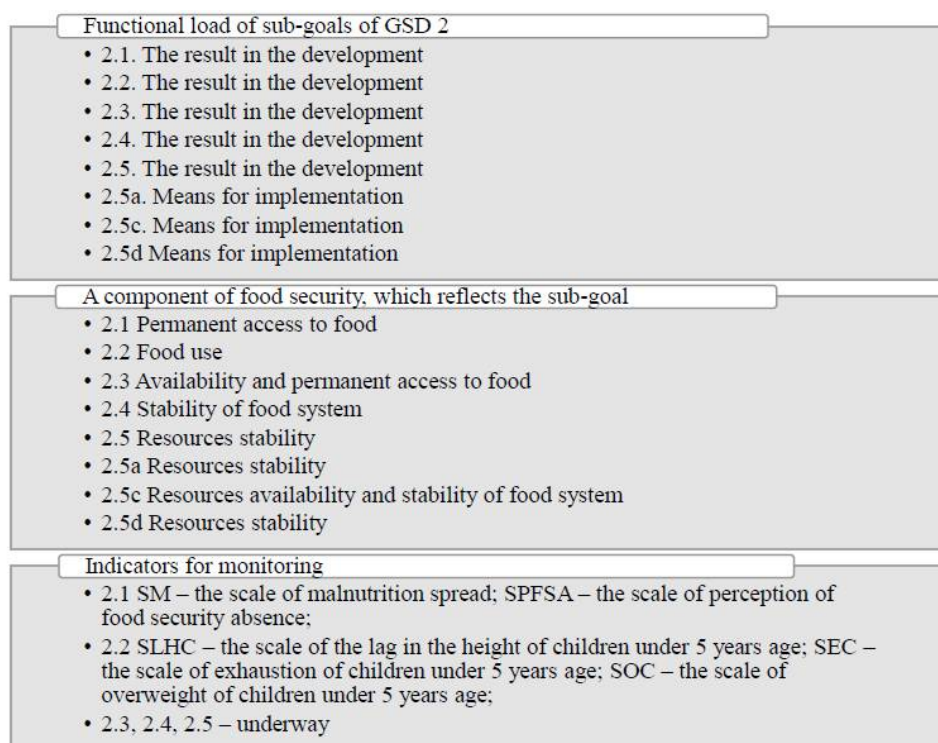 Functional load of sub-goals of GSD 2
• 2.1. The result in the development
• 2.2. The result in the development
• 2.3. The result in the development
• 2.4. The result in the development
• 2.5. The result in the development
• 2.5a. Means for implementation
• 2.5c. Means for implementation
• 2.5d Means for implementation
A component of food security, which reflects the sub-goal
• 2.1 Permanent access to food
• 2.2 Food use
• 2.3 Availability and permanent access to food
• 2.4 Stability of food system
• 2.5 Resources stability
• 2.5a Resources stability
• 2.5c Resources availability and stability of food system
• 2.5d Resources stability
Indicators for monitoring
• 2.1 SM – the scale of malnutrition spread; SPFSA – the scale of perception of
food security absence;
• 2.2 SLHC – the scale of the lag in the height of children under 5 years age; SEC –
the scale of exhaustion of children under 5 years age; SOC – the scale of
overweight of children under 5 years age;
• 2.3, 2.4, 2.5 – underway